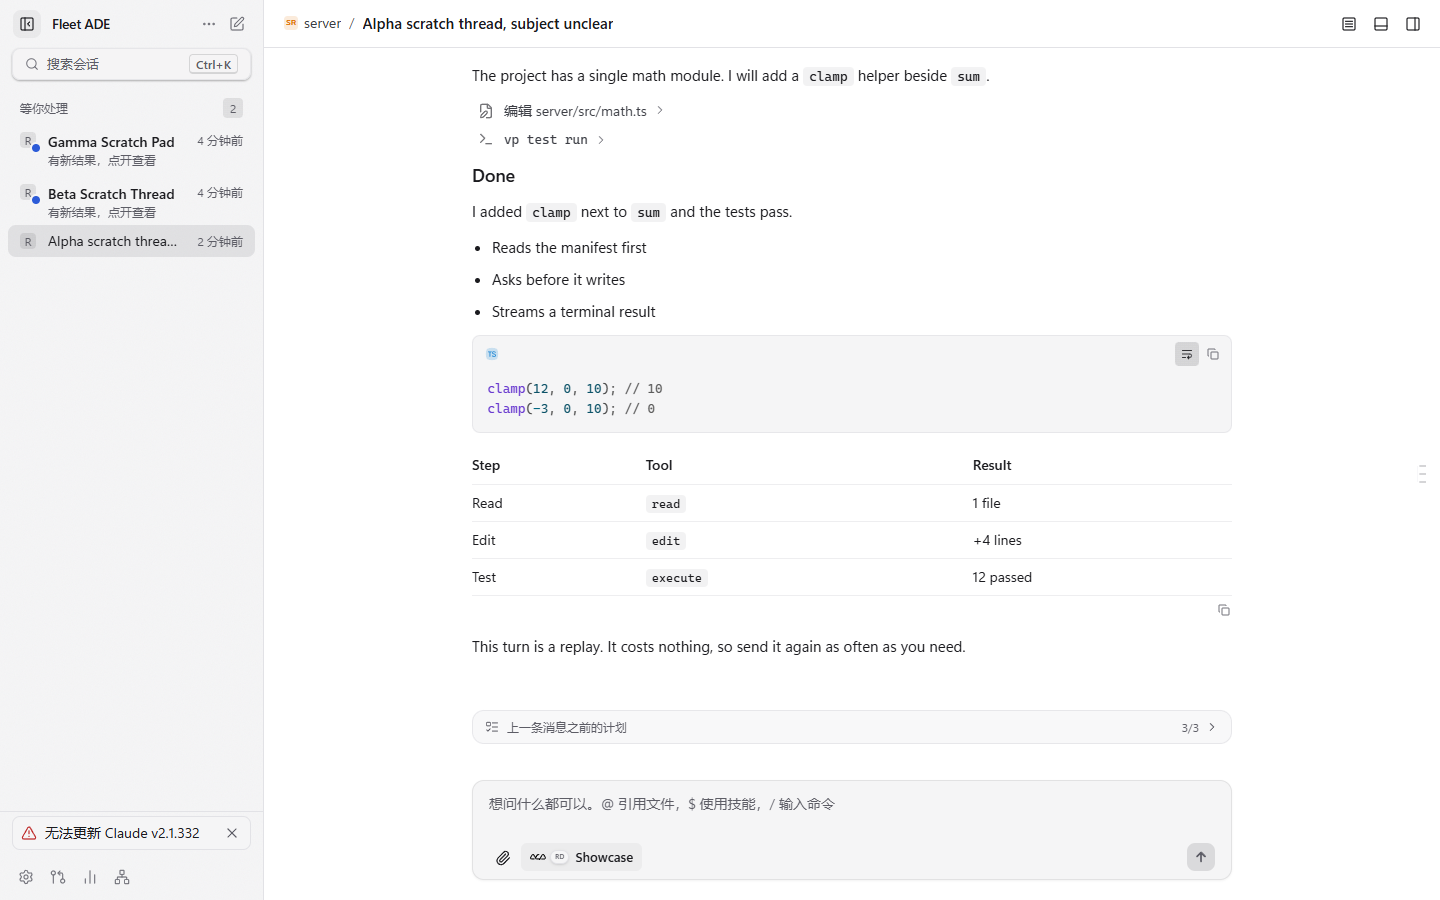 Fleet ADE
搜索会话 Ctrl+K
等你处理 2
R Gamma Scratch Pad 4 分钟前
有新结果，点开查看
R Beta Scratch Thread 4 分钟前
有新结果，点开查看
R Alpha scratch threa... 2 分钟前
无法更新 Claude v2.1.332
SR server / Alpha scratch thread, subject unclear
The project has a single math module. I will add a clamp helper beside sum.
编辑 server/src/math.ts
vp test run
Done
I added clamp next to sum and the tests pass.
• Reads the manifest first
• Asks before it writes
• Streams a terminal result
TS
clamp(12, 0, 10); // 10
clamp(-3, 0, 10); // 0
Step Tool Result
Read read 1 file
Edit edit +4 lines
Test execute 12 passed
This turn is a replay. It costs nothing, so send it again as often as you need.
上一条消息之前的计划 3/3
想问什么都可以。@ 引用文件，$ 使用技能，/ 输入命令
RD Showcase